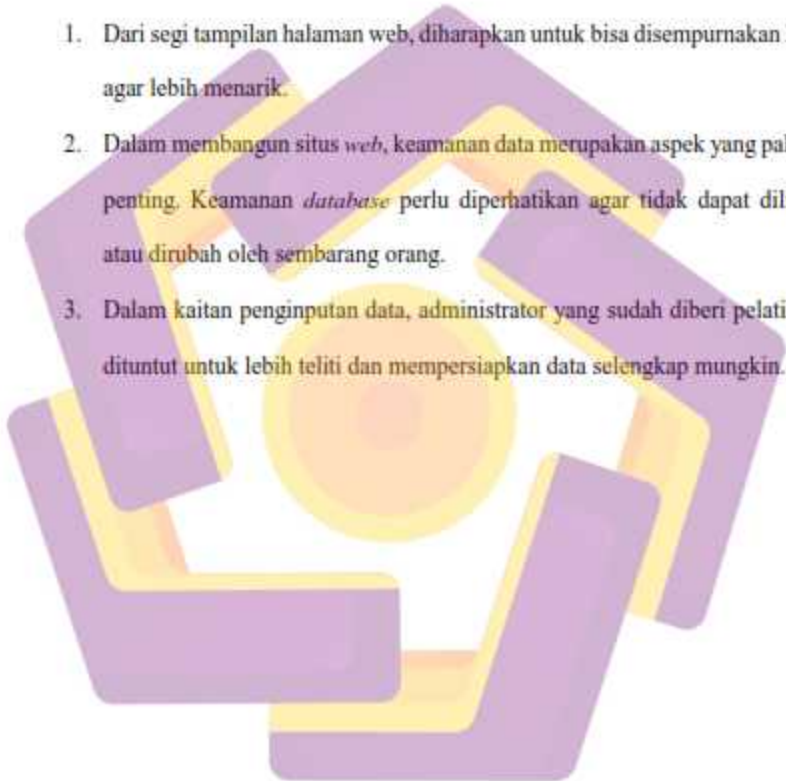 1. Dari segi tampilan halaman web, diharapkan untuk bisa disempurnakan
agar lebih menarik.
2. Dalam membangun situs web, keamanan data merupakan aspek yang
penting. Keamanan database perlu diperhatikan agar tidak dapat
atau dirubah oleh sembarang orang.
3. Dalam kaitan penginputan data, administrator yang sudah diberi
dituntut untuk lebih teliti dan mempersiapkan data selengkap mungkin.